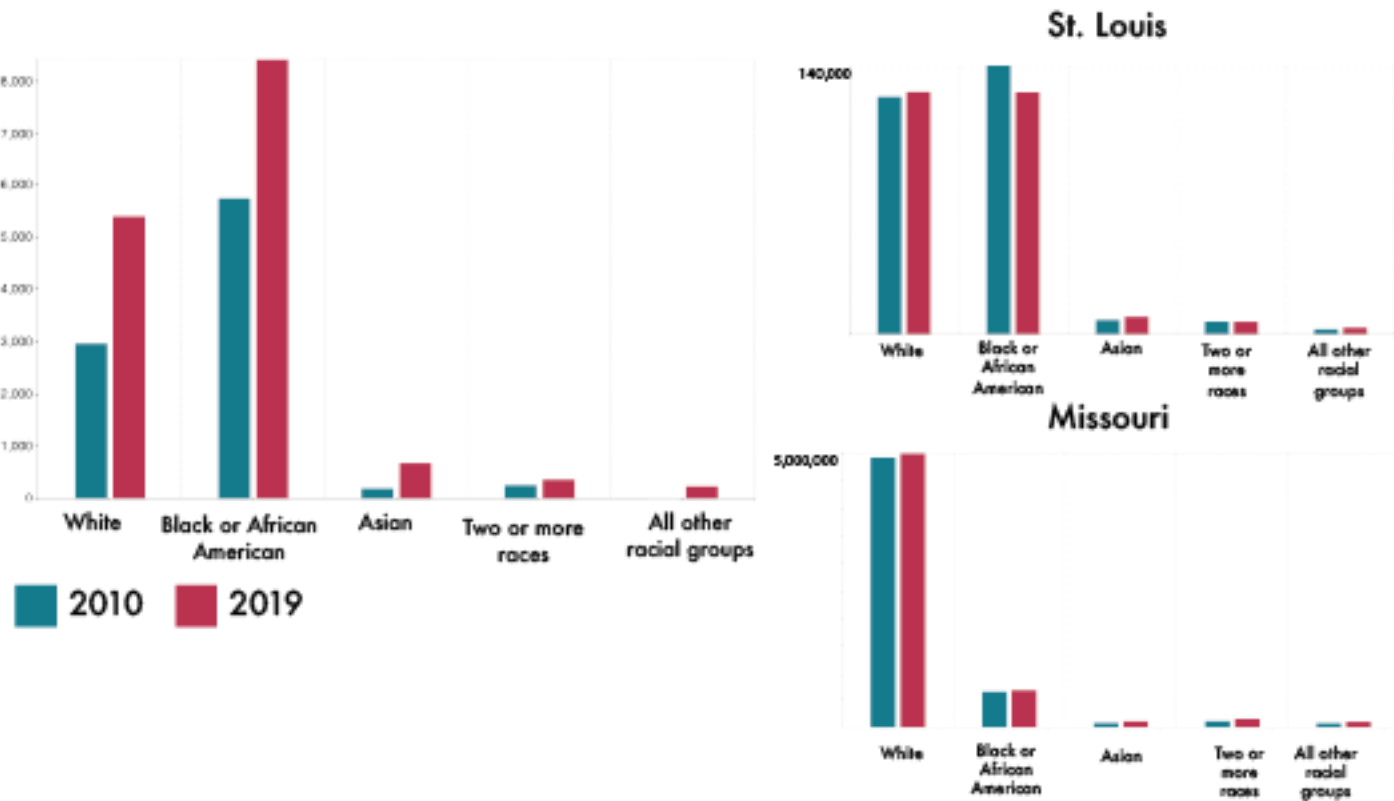 8,000
7,000
6,000
5,000
4,000
3,000
2,000
1,000
0
White
Black or African
American
Asian
Two or more
races
All other
racial groups
2010
2019
St. Louis
140,000
White
Black or
African
American
Asian
Two or
more
races
All other
racial
groups
Missouri
5,000,000
White
Black or
African
American
Asian
Two or
more
races
All other
racial
groups